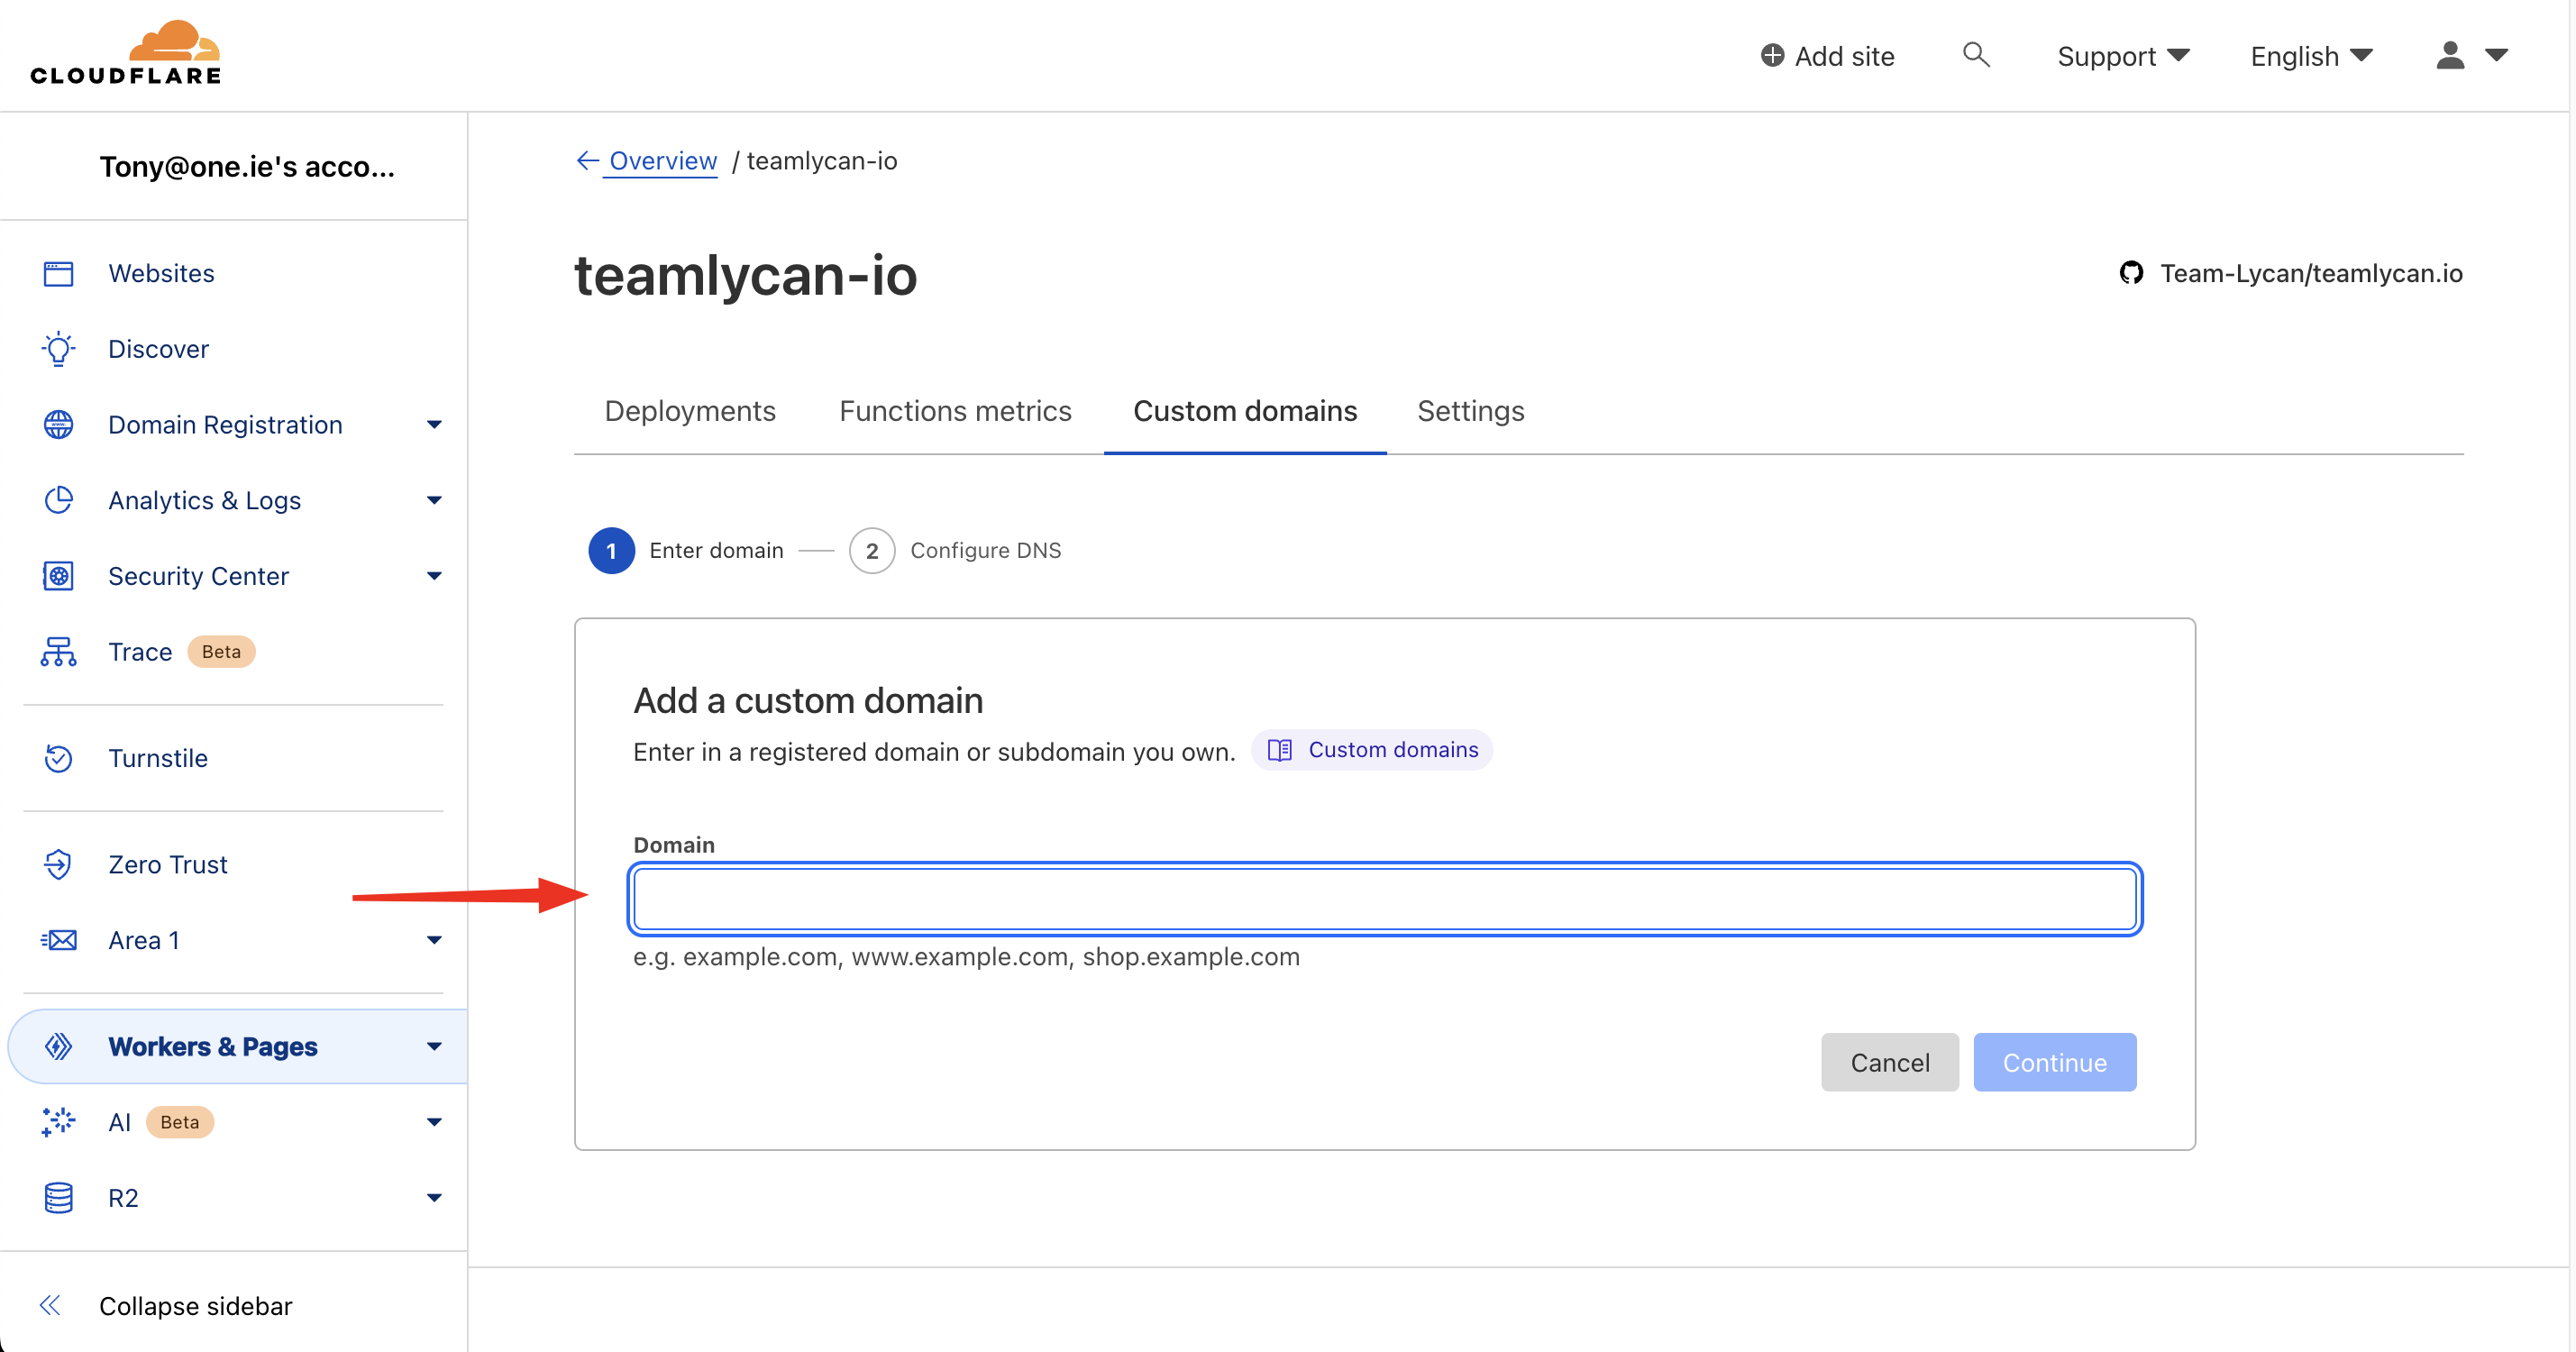 CLOUDFLARE
Add site
Support
English
Tony@one.ie's acco...
Websites
Discover
Domain Registration
Analytics & Logs
Security Center
Trace Beta
Turnstile
Zero Trust
Area 1
Workers & Pages
AI Beta
R2
Collapse sidebar
Overview / teamlycan-io
teamlycan-io
Team-Lycan/teamlycan.io
Deployments Functions metrics Custom domains Settings
1 Enter domain 2 Configure DNS
Add a custom domain
Enter in a registered domain or subdomain you own. Custom domains
Domain
e.g. example.com, www.example.com, shop.example.com
Cancel Continue